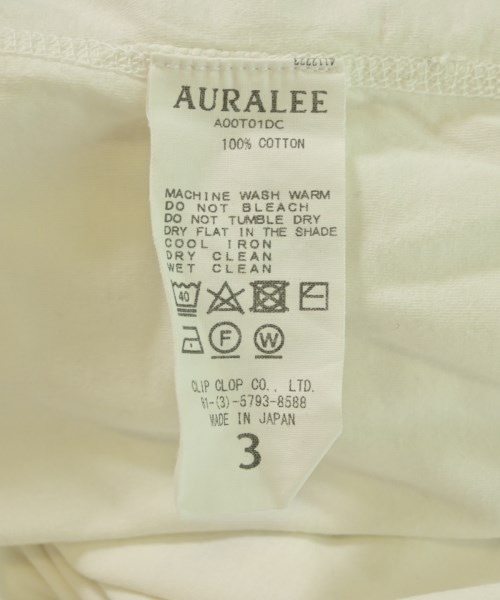 AURALEE
A00T01DC
100% COTTON
MACHINE WASH WARM
DO NOT BLEACH
DO NOT TUMBLE DRY
DRY FLAT IN THE SHADE
COOL IRON
DRY CLEAN
WET CLEAN
40
F W
CLIP CLOP CO., LTD.
81-(3)-5793-8588
MADE IN JAPAN
3